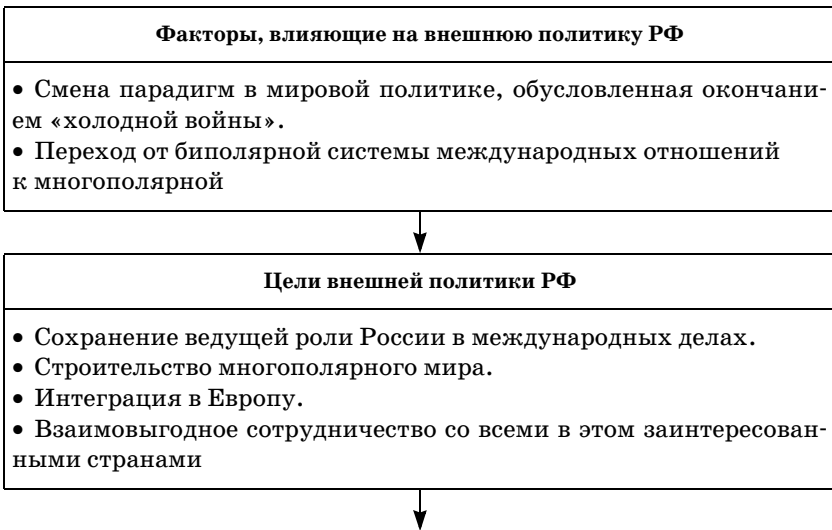 Факторы, влияющие на внешнюю политику РФ
• Смена парадигм в мировой политике, обусловленная окончани-
ем «холодной войны».
• Переход от биполярной системы международных отношений
к многополярной
Цели внешней политики РФ
• Сохранение ведущей роли России в международных делах.
• Строительство многополярного мира.
• Интеграция в Европу.
• Взаимовыгодное сотрудничество со всеми в этом заинтересован-
ными странами